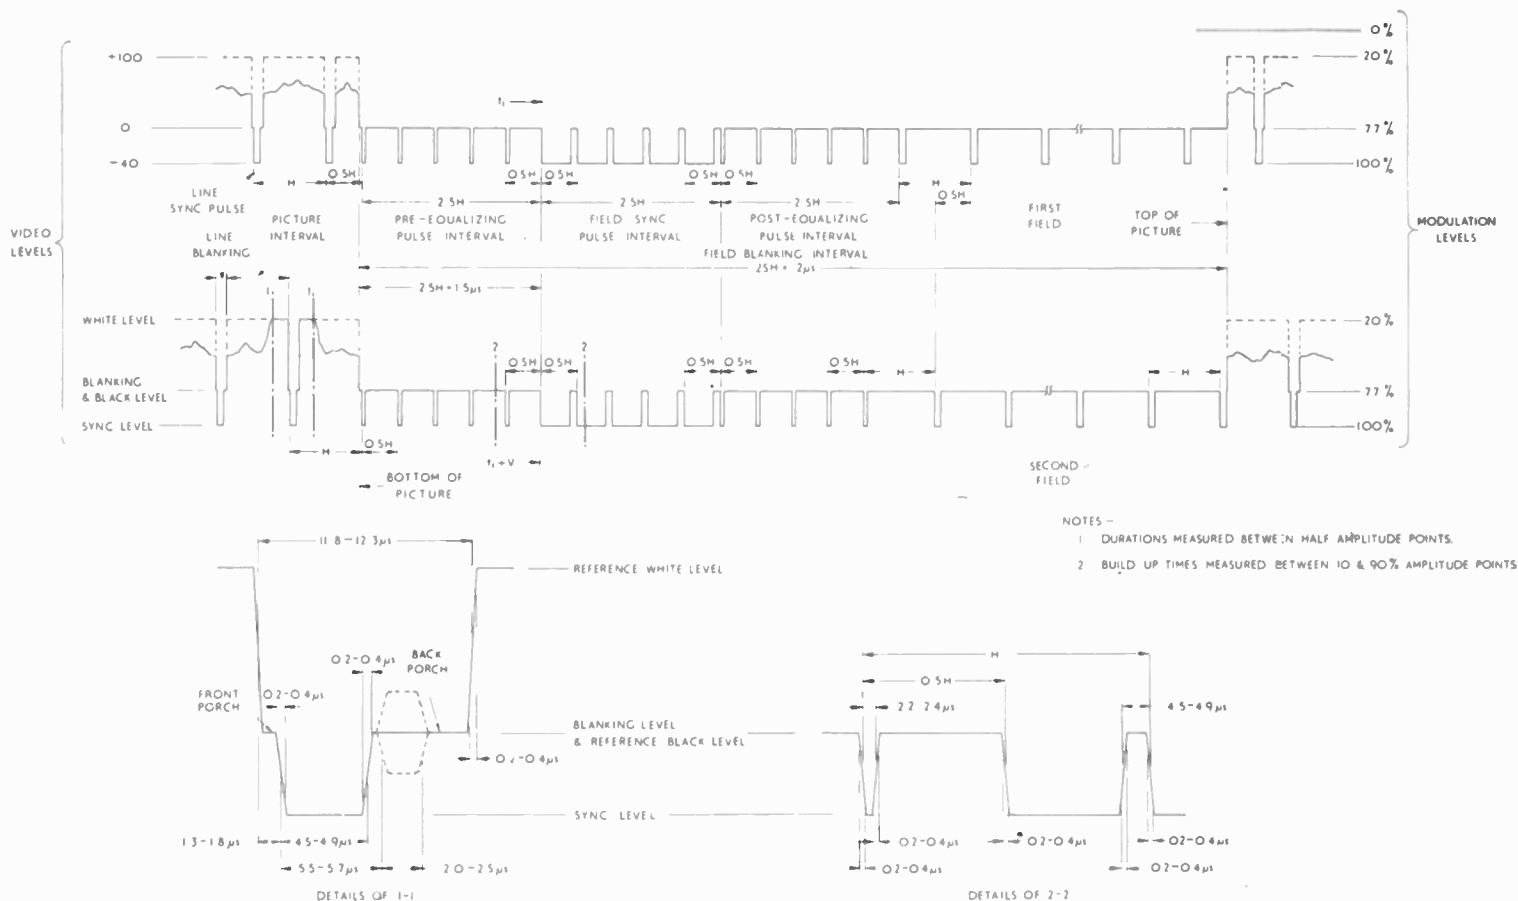 0%
+100
20%
t₁
0
77%
-40
100%
H
0.5H
0.5H
0.5H
0.5H
0.5H
H
0.5H
LINE
SYNC PULSE
2.5H
2.5H
2.5H
PICTURE
INTERVAL
PRE-EQUALIZING
PULSE INTERVAL
FIELD SYNC
PULSE INTERVAL
POST-EQUALIZING
PULSE INTERVAL
FIRST
FIELD
TOP OF
PICTURE
VIDEO
LEVELS
MODULATION
LEVELS
LINE
BLANKING
FIELD BLANKING INTERVAL
2.5H + 1.5µs
WHITE LEVEL
20%
2
2
0.5H
0.5H
0.5H
0.5H
0.5H
H
H
BLANKING
& BLACK LEVEL
77%
SYNC LEVEL
100%
H
0.5H
t₁ + V
BOTTOM OF
PICTURE
SECOND
FIELD
NOTES -
1 DURATIONS MEASURED BETWEEN HALF AMPLITUDE POINTS.
2 BUILD UP TIMES MEASURED BETWEEN 10 & 90% AMPLITUDE POINTS
11.8-12.3µs
REFERENCE WHITE LEVEL
0.2-0.4µs
BACK
PORCH
FRONT
PORCH
0.2-0.4µs
BLANKING LEVEL
& REFERENCE BLACK LEVEL
0.2-0.4µs
SYNC LEVEL
1.3-1.8µs
4.5-4.9µs
5.5-5.7µs
2.0-2.5µs
DETAILS OF 1-1
H
0.5H
2.2-2.4µs
4.5-4.9µs
0.2-0.4µs
0.2-0.4µs
0.2-0.4µs
0.2-0.4µs
0.2-0.4µs
DETAILS OF 2-2